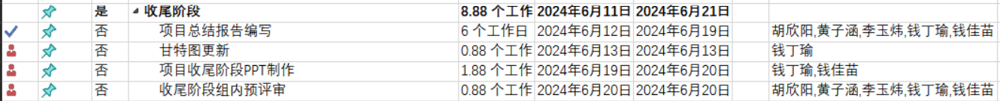 是 收尾阶段 8.88 个工作 2024年6月11日 2024年6月21日
否 项目总结报告编写 6 个工作日 2024年6月12日 2024年6月19日 胡欣阳,黄子涵,李玉炜,钱丁瑜,钱佳苗
否 甘特图更新 0.88 个工作 2024年6月13日 2024年6月13日 钱丁瑜
否 项目收尾阶段PPT制作 1.88 个工作 2024年6月19日 2024年6月20日 钱丁瑜,钱佳苗
否 收尾阶段组内预评审 0.88 个工作 2024年6月20日 2024年6月20日 胡欣阳,黄子涵,李玉炜,钱丁瑜,钱佳苗